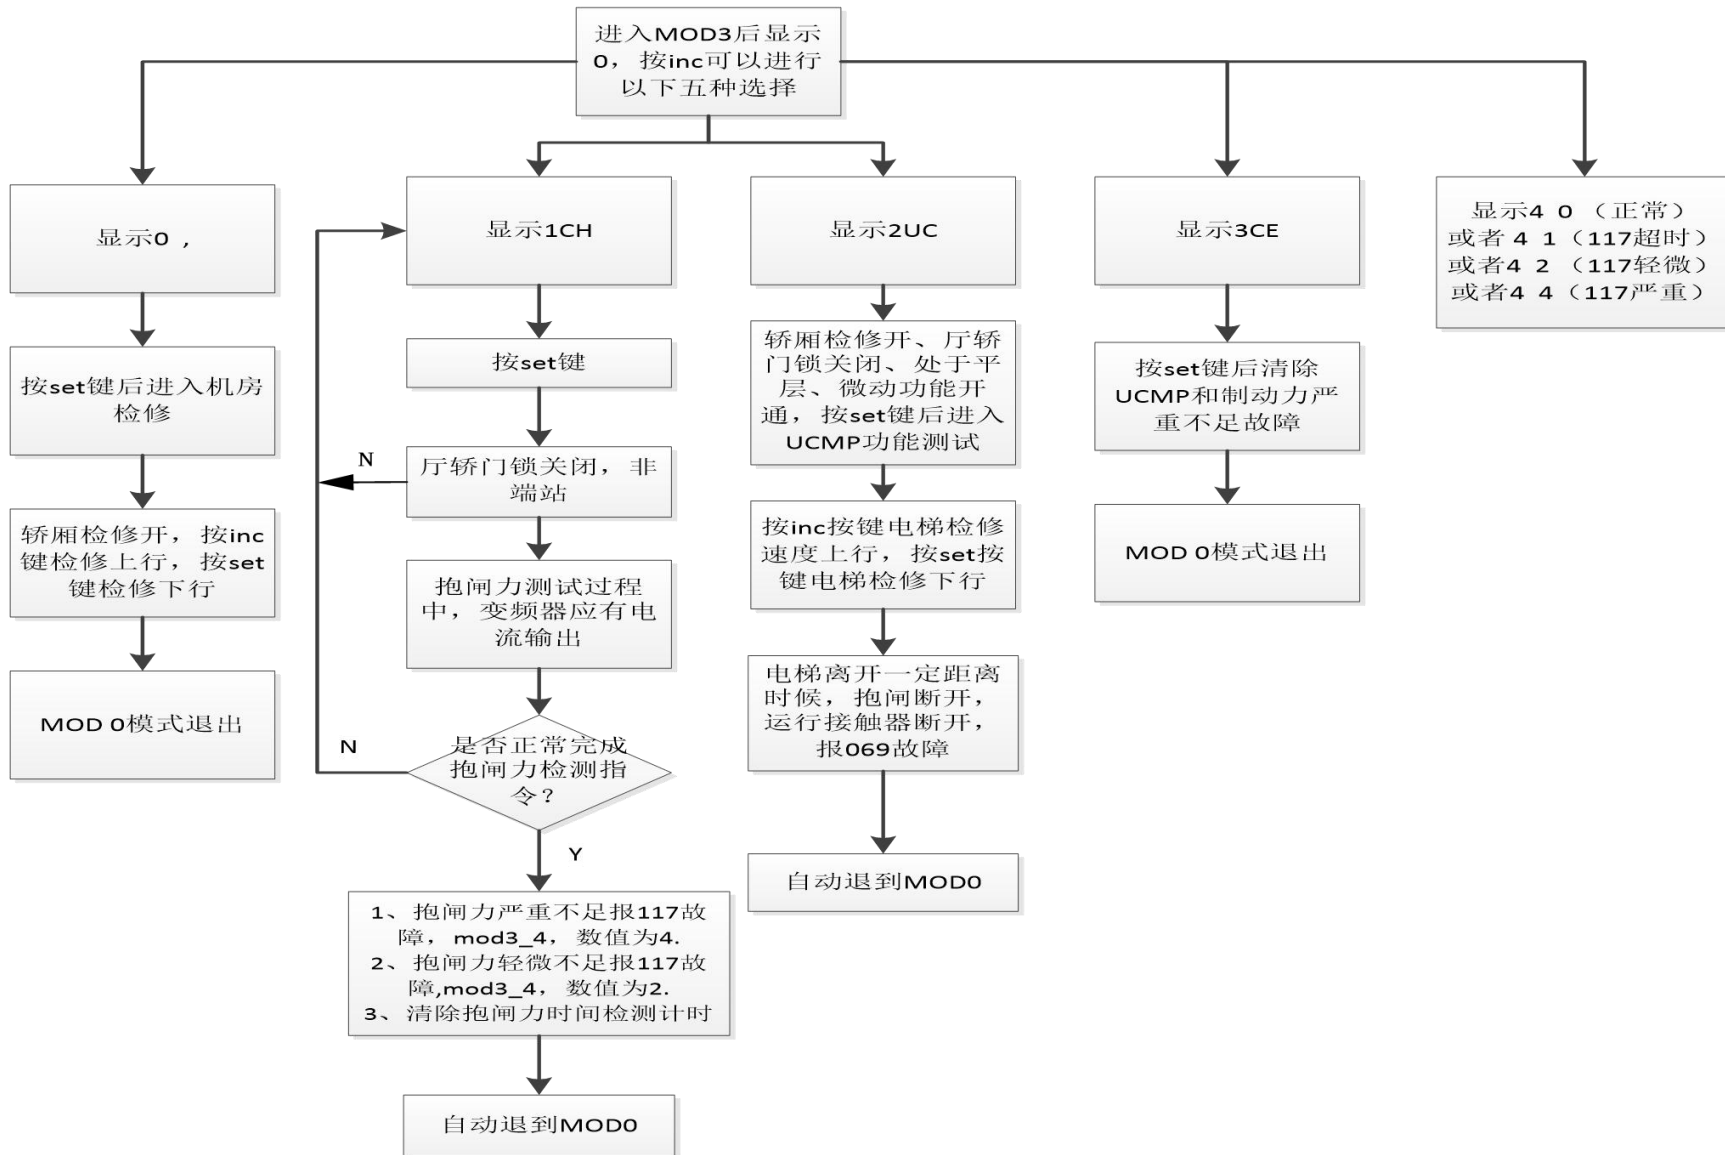 进入MOD3后显示
0，按inc可以进行
以下五种选择
显示0 ，
按set键后进入机房
检修
轿厢检修开，按inc
键检修上行，按set
键检修下行
MOD 0模式退出
显示1CH
按set键
厅轿门锁关闭，非
端站
N
抱闸力测试过程
中，变频器应有电
流输出
是否正常完成
抱闸力检测指
令？
N
Y
1、抱闸力严重不足报117故
障，mod3_4，数值为4.
2、抱闸力轻微不足报117故
障,mod3_4，数值为2.
3、清除抱闸力时间检测计时
自动退到MOD0
显示2UC
轿厢检修开、厅轿
门锁关闭、处于平
层、微动功能开
通，按set键后进入
UCMP功能测试
按inc按键电梯检修
速度上行，按set按
键电梯检修下行
电梯离开一定距离
时候，抱闸断开，
运行接触器断开，
报069故障
自动退到MOD0
显示3CE
按set键后清除
UCMP和制动力严
重不足故障
MOD 0模式退出
显示4 0 （正常）
或者 4 1（117超时）
或者4 2 （117轻微）
或者4 4（117严重）